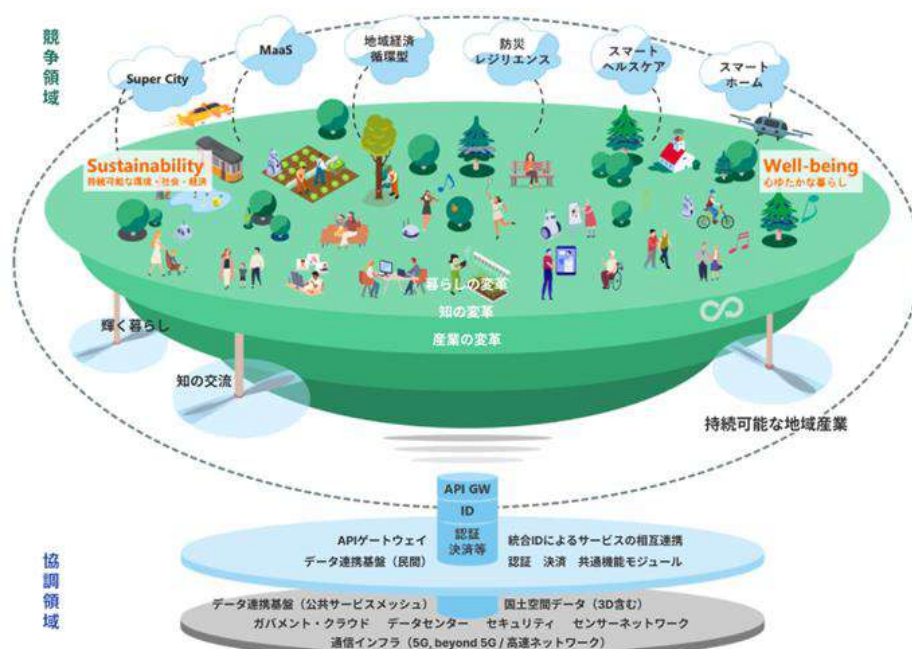 競争領域
Super City
MaaS
地域経済
循環型
防災
レジリエンス
スマート
ヘルスケア
スマート
ホーム
Sustainability
持続可能な環境・社会・経済
Well-being
心ゆたかな暮らし
暮らしの変革
知の変革
産業の変革
輝く暮らし
知の交流
持続可能な地域産業
協調領域
API GW
ID
認証
決済等
APIゲートウェイ
統合IDによるサービスの相互連携
データ連携基盤（民間）
認証 決済 共通機能モジュール
データ連携基盤（公共サービスメッシュ）
国土空間データ（3D含む）
ガバメント・クラウド データセンター セキュリティ センサーネットワーク
通信インフラ（5G, beyond 5G / 高速ネットワーク）